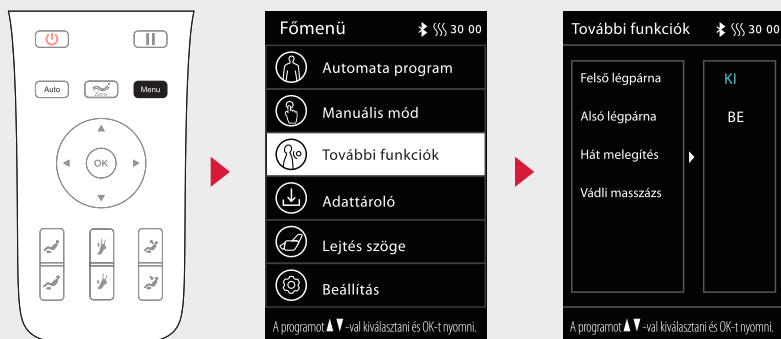 Auto
Zero
Menu
OK
Főmenü 30 00
Automata program
Manuális mód
További funkciók
Adattároló
Lejtés szöge
Beállítás
A programot▲▼-val kiválasztani és OK-t nyomni.
További funkciók 30 00
Felső légpárna
Alsó légpárna
Hát melegítés
Vádli masszázs
KI
BE
A programot▲▼-val kiválasztani és OK-t nyomni.